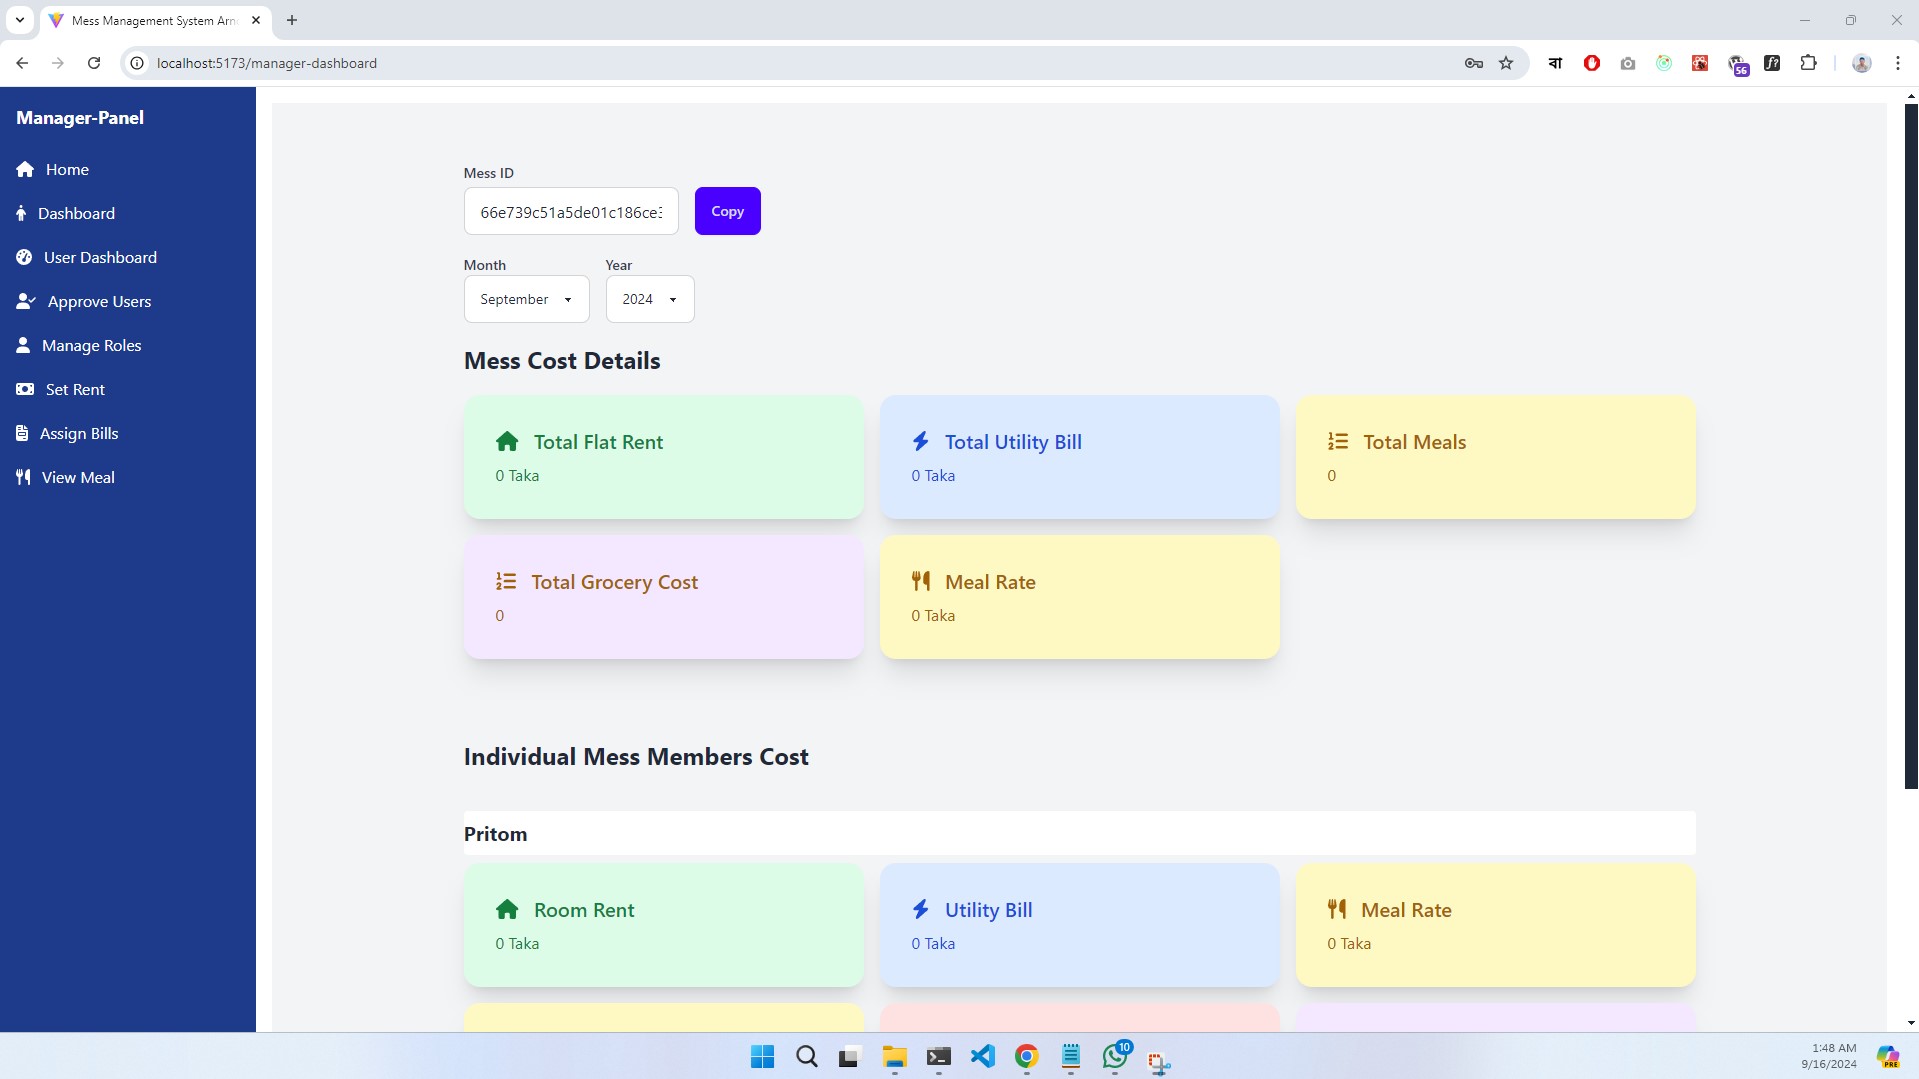 Mess Management System Arn
localhost:5173/manager-dashboard
বা
56
f?
Manager-Panel
Home
Dashboard
User Dashboard
Approve Users
Manage Roles
Set Rent
Assign Bills
View Meal
Mess ID
66e739c51a5de01c186ce3
Copy
Month
Year
September
2024
Mess Cost Details
Total Flat Rent
0 Taka
Total Utility Bill
0 Taka
Total Meals
0
Total Grocery Cost
0
Meal Rate
0 Taka
Individual Mess Members Cost
Pritom
Room Rent
0 Taka
Utility Bill
0 Taka
Meal Rate
0 Taka
10
1:48 AM
9/16/2024
PRE